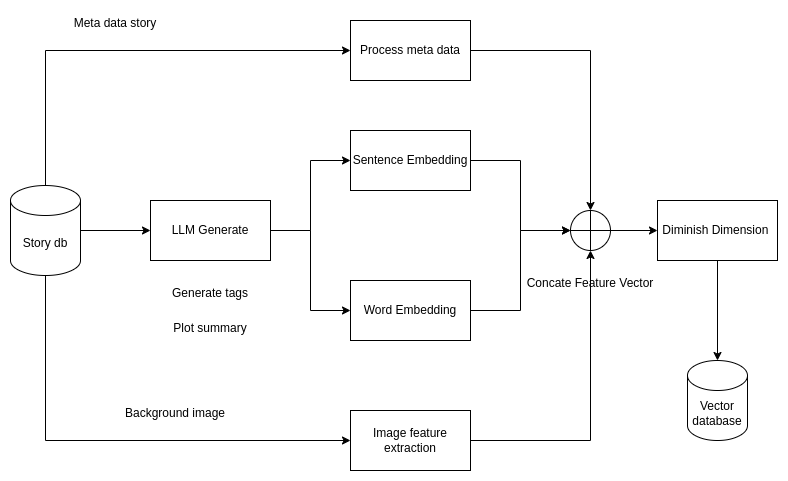 Meta data story
Process meta data
Sentence Embedding
Story db
LLM Generate
Diminish Dimension
Generate tags
Plot summary
Word Embedding
Concate Feature Vector
Background image
Image feature
extraction
Vector
database